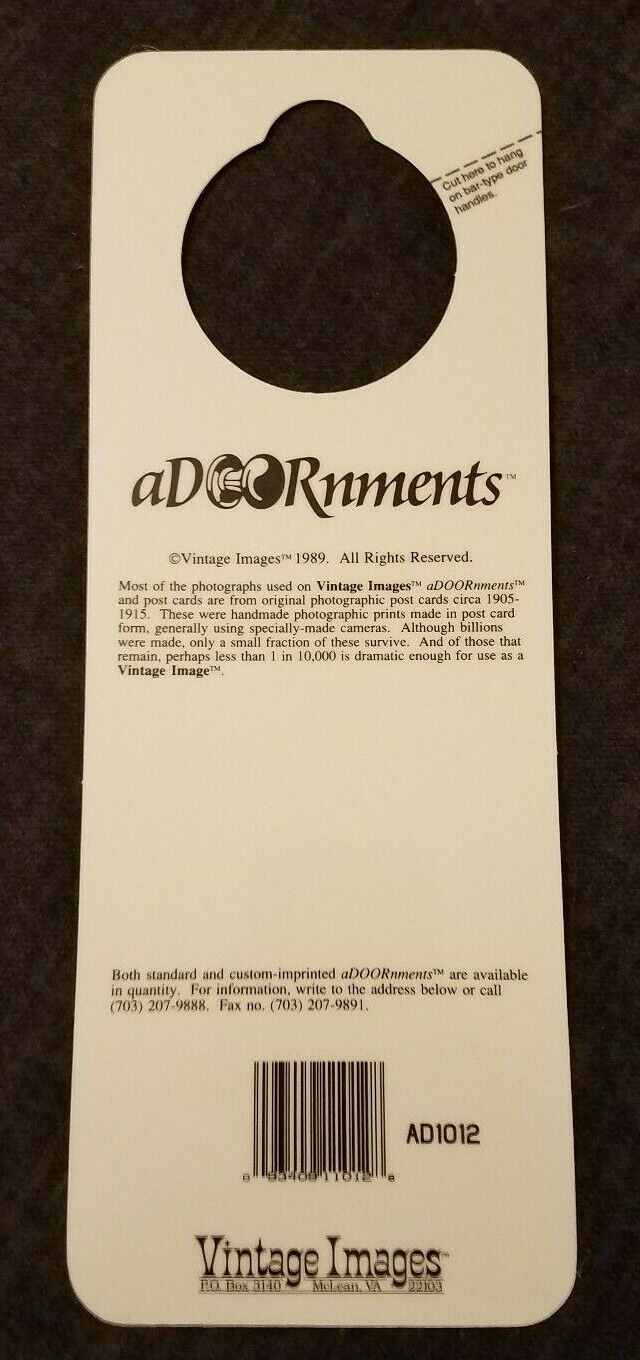 Cut here to hang
on bar-type door
handles.
aDOORnments™
©Vintage Images™ 1989. All Rights Reserved.
Most of the photographs used on Vintage Images™ aDOORnments™
and post cards are from original photographic post cards circa 1905-
1915. These were handmade photographic prints made in post card
form, generally using specially-made cameras. Although billions
were made, only a small fraction of these survive. And of those that
remain, perhaps less than 1 in 10,000 is dramatic enough for use as a
Vintage Image™.
Both standard and custom-imprinted aDOORnments™ are available
in quantity. For information, write to the address below or call
(703) 207-9888. Fax no. (703) 207-9891.
AD1012
Vintage Images™
P.O. Box 3140 McLean, VA 22103